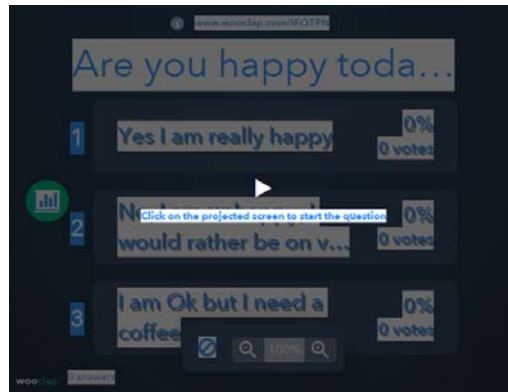 www.wooclap.com/IFQTPN
Are you happy toda...
1
Yes I am really happy
0%
0 votes
Click on the projected screen to start the question
2
would rather be on v...
0%
0 votes
3
I am Ok but I need a
coffee
0%
0 votes
100%
wooclap
0 answers